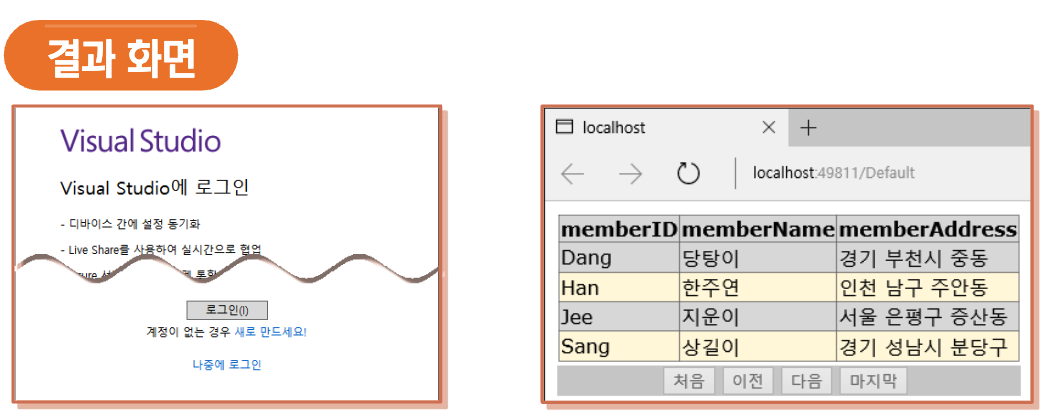 결과 화면
Visual Studio
Visual Studio에 로그인
- 디바이스 간에 설정 동기화
- Live Share를 사용하여 실시간으로 협업
로그인(I)
계정이 없는 경우 새로 만드세요!
나중에 로그인
localhost
localhost:49811/Default
memberID memberName memberAddress
Dang 당탕이 경기 부천시 중동
Han 한주연 인천 남구 주안동
Jee 지운이 서울 은평구 증산동
Sang 상길이 경기 성남시 분당구
처음 이전 다음 마지막